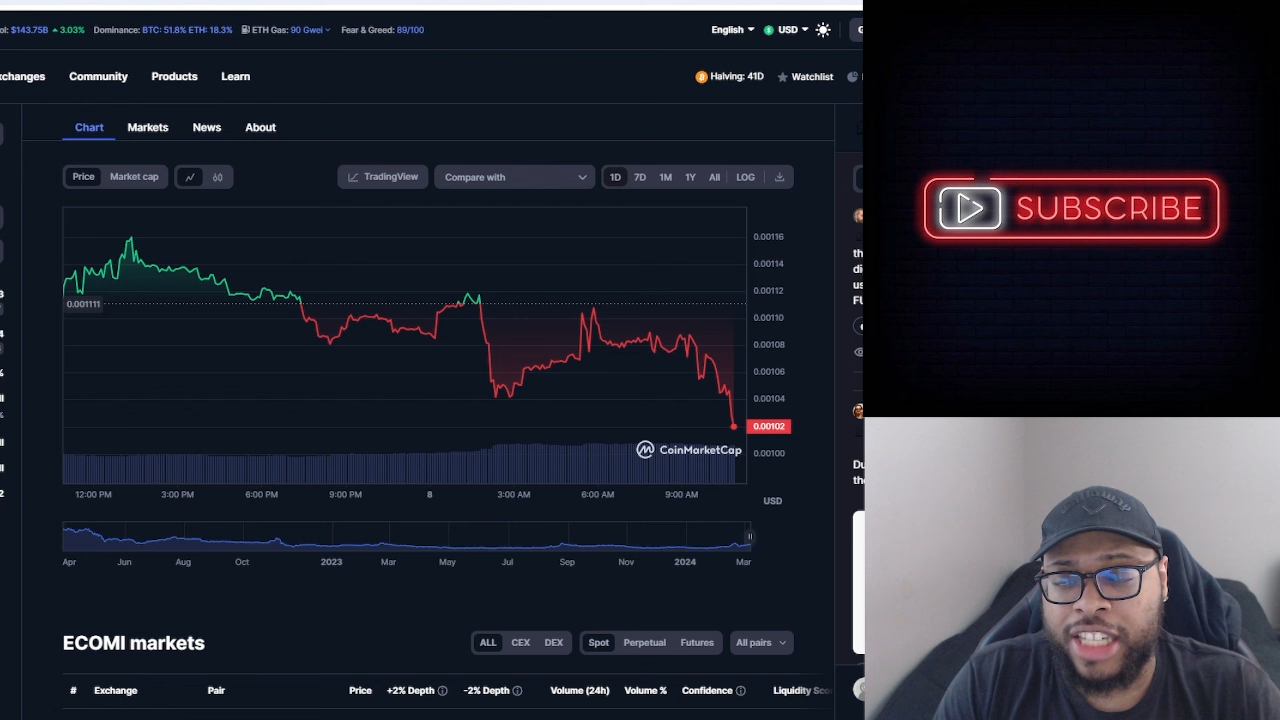 $143.75B 3.03% Dominance: BTC: 51.8% ETH: 18.3% ETH Gas: 90 Gwei Fear & Greed: 89/100 English USD
Community Products Learn Halving: 41D Watchlist
Chart Markets News About
Price Market cap TradingView Compare with 1D 7D 1M 1Y All LOG
0.00116
0.00114
0.00112
0.001111
0.00110
0.00108
0.00106
0.00104
0.00102
CoinMarketCap
0.00100
12:00 PM 3:00 PM 6:00 PM 9:00 PM 8 3:00 AM 6:00 AM 9:00 AM
USD
Apr Jun Aug Oct 2023 Mar May Jul Sep Nov 2024 Mar
ECOMI markets ALL CEX DEX Spot Perpetual Futures All pairs
# Exchange Pair Price +2% Depth -2% Depth Volume (24h) Volume % Confidence Liquidity
SUBSCRIBE